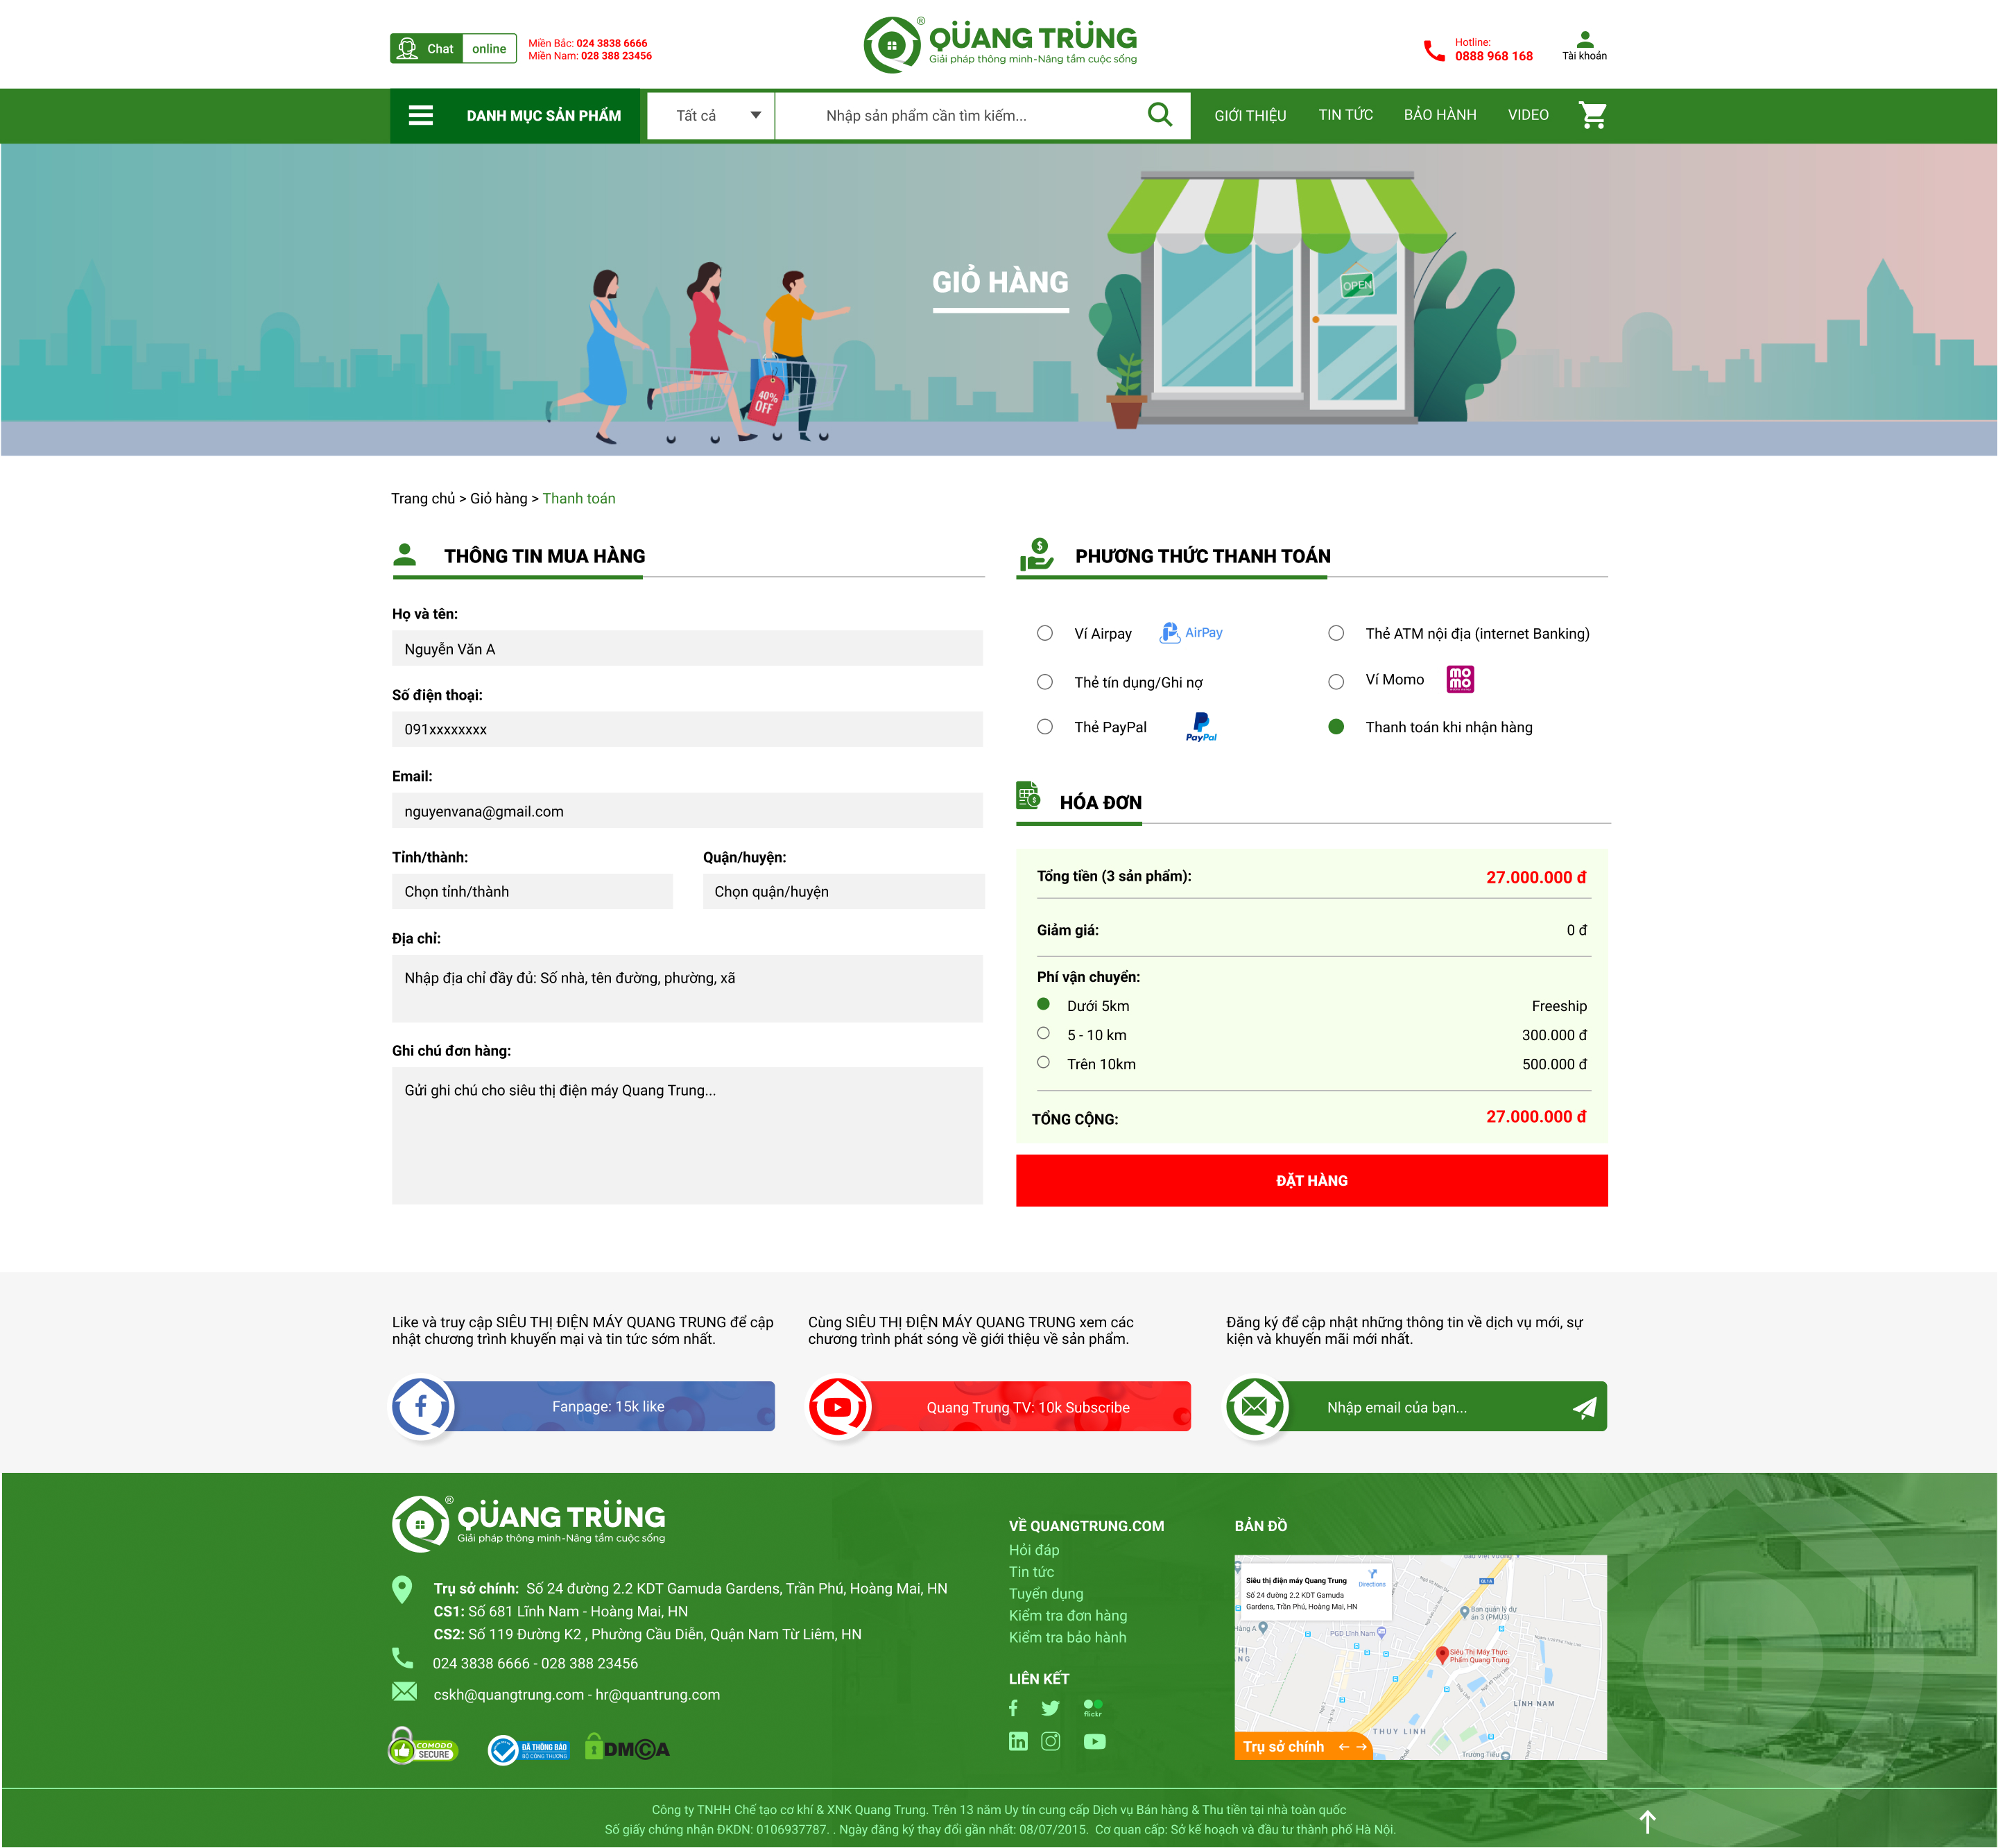 Chat online
Miền Bắc: 024 3838 6666
Miền Nam: 028 388 23456
QÜANG TRÜNG ®
Giải pháp thông minh-Nâng tầm cuộc sống
Hotline:
0888 968 168
Tài khoản
DANH MỤC SẢN PHẨM
Tất cả
Nhập sản phẩm cần tìm kiếm...
GIỚI THIỆU
TIN TỨC
BẢO HÀNH
VIDEO
GIỎ HÀNG
OPEN
40%
OFF
Trang chủ > Giỏ hàng > Thanh toán
THÔNG TIN MUA HÀNG
Họ và tên:
Nguyễn Văn A
Số điện thoại:
091xxxxxxxx
Email:
nguyenvana@gmail.com
Tỉnh/thành:
Quận/huyện:
Chọn tỉnh/thành
Chọn quận/huyện
Địa chỉ:
Nhập địa chỉ đầy đủ: Số nhà, tên đường, phường, xã
Ghi chú đơn hàng:
Gửi ghi chú cho siêu thị điện máy Quang Trung...
PHƯƠNG THỨC THANH TOÁN
Ví Airpay
AirPay
Thẻ ATM nội địa (internet Banking)
Thẻ tín dụng/Ghi nợ
Ví Momo
mo
mo
Thẻ PayPal
PayPal
Thanh toán khi nhận hàng
HÓA ĐƠN
Tổng tiền (3 sản phẩm):
27.000.000 đ
Giảm giá:
0 đ
Phí vận chuyển:
Dưới 5km
Freeship
5 - 10 km
300.000 đ
Trên 10km
500.000 đ
TỔNG CỘNG:
27.000.000 đ
ĐẶT HÀNG
Like và truy cập SIÊU THỊ ĐIỆN MÁY QUANG TRUNG để cập
nhật chương trình khuyến mại và tin tức sớm nhất.
Fanpage: 15k like
Cùng SIÊU THỊ ĐIỆN MÁY QUANG TRUNG xem các
chương trình phát sóng về giới thiệu về sản phẩm.
Quang Trung TV: 10k Subscribe
Đăng ký để cập nhật những thông tin về dịch vụ mới, sự
kiện và khuyến mãi mới nhất.
Nhập email của bạn...
QÜANG TRÜNG ®
Giải pháp thông minh-Nâng tầm cuộc sống
Trụ sở chính: Số 24 đường 2.2 KDT Gamuda Gardens, Trần Phú, Hoàng Mai, HN
CS1: Số 681 Lĩnh Nam - Hoàng Mai, HN
CS2: Số 119 Đường K2 , Phường Cầu Diễn, Quận Nam Từ Liêm, HN
024 3838 6666 - 028 388 23456
cskh@quangtrung.com - hr@quantrung.com
COMODO
SECURE
ĐÃ THÔNG BÁO
BỘ CÔNG THƯƠNG
DMCA
VỀ QUANGTRUNG.COM
Hỏi đáp
Tin tức
Tuyển dụng
Kiểm tra đơn hàng
Kiểm tra bảo hành
LIÊN KẾT
flickr
BẢN ĐỒ
Siêu thị điện máy Quang Trung
Directions
Số 24 đường 2.2 KDT Gamuda
Gardens, Trần Phú, Hoàng Mai, HN
Ban quản lý dự
án 3 (PMU3)
PGD Lĩnh Nam
Siêu Thị Máy Thực
Phẩm Quang Trung
LĨNH NAM
THUY LINH
Trường Tiểu
Trụ sở chính
Công ty TNHH Chế tạo cơ khí & XNK Quang Trung. Trên 13 năm Uy tín cung cấp Dịch vụ Bán hàng & Thu tiền tại nhà toàn quốc
Số giấy chứng nhận ĐKDN: 0106937787. . Ngày đăng ký thay đổi gần nhất: 08/07/2015. Cơ quan cấp: Sở kế hoạch và đầu tư thành phố Hà Nội.